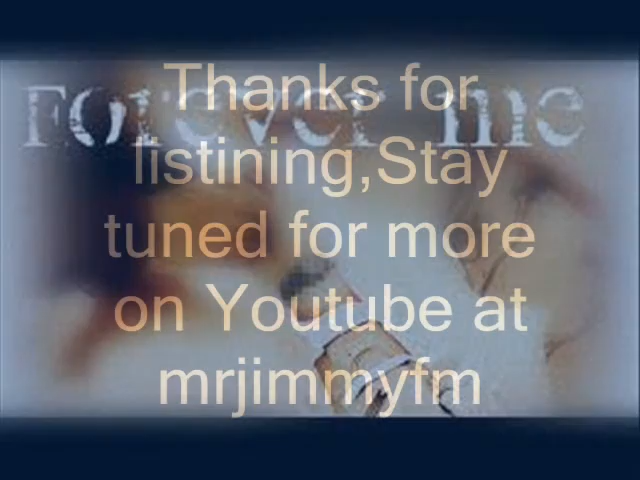 Thanks for
Forever me
listining,Stay
tuned for more
on Youtube at
mrjimmyfm